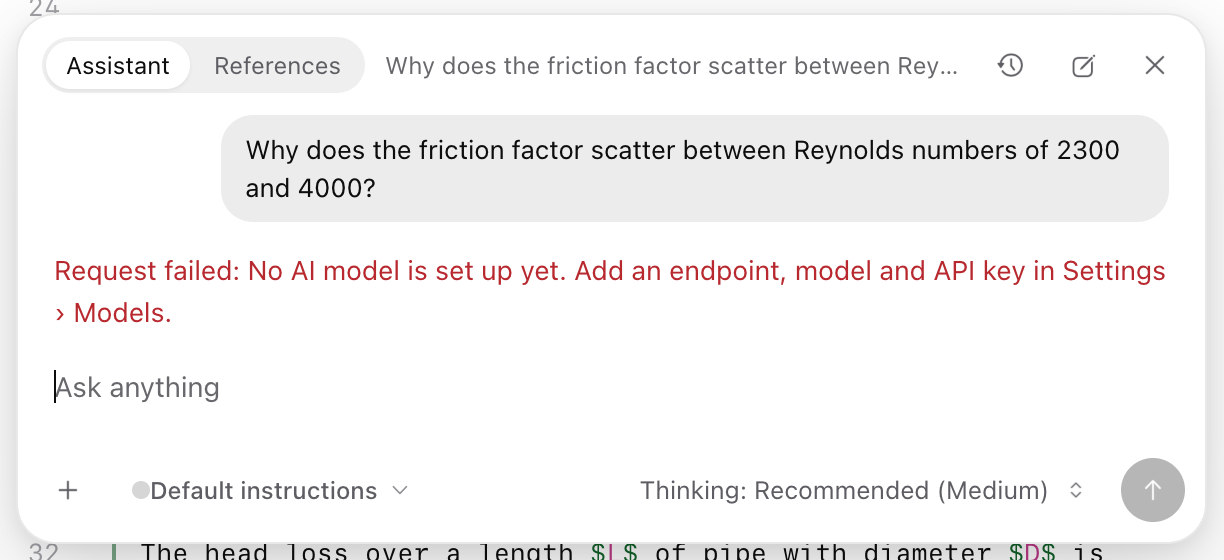 24
Assistant References Why does the friction factor scatter between Rey...
Why does the friction factor scatter between Reynolds numbers of 2300
and 4000?
Request failed: No AI model is set up yet. Add an endpoint, model and API key in Settings
› Models.
Ask anything
Default instructions Thinking: Recommended (Medium)
32 The head loss over a length $L$ of pipe with diameter $D$ is